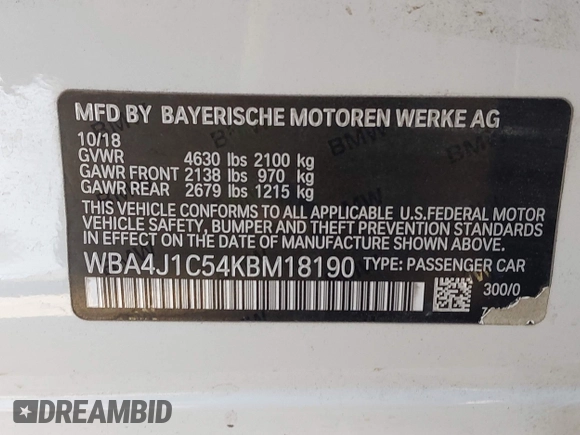 MFD BY BAYERISCHE MOTOREN WERKE AG
10/18
GVWR 4630 lbs 2100 kg
GAWR FRONT 2138 lbs 970 kg
GAWR REAR 2679 lbs 1215 kg
THIS VEHICLE CONFORMS TO ALL APPLICABLE U.S.FEDERAL MOTOR
VEHICLE SAFETY, BUMPER AND THEFT PREVENTION STANDARDS
IN EFFECT ON THE DATE OF MANUFACTURE SHOWN ABOVE.
WBA4J1C54KBM18190 TYPE: PASSENGER CAR
300/0
DREAMBID